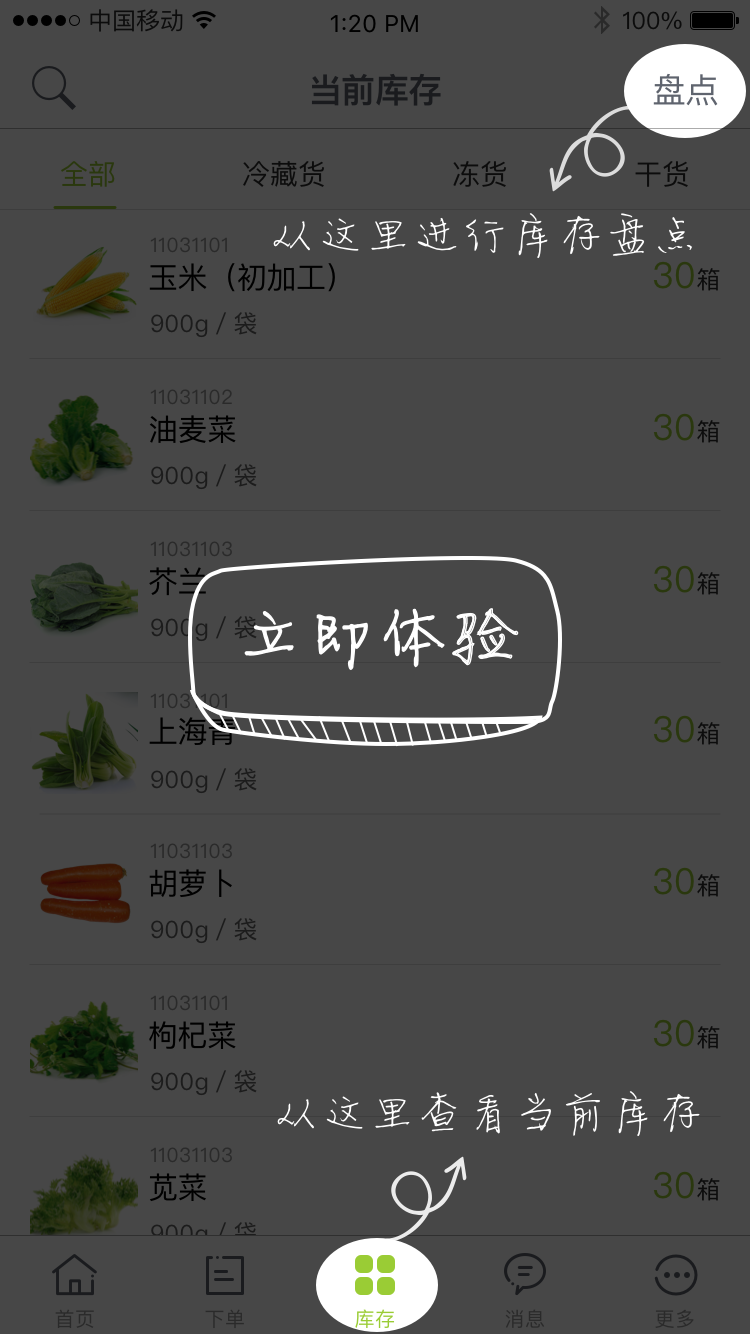 中国移动 1:20 PM 100%
当前库存 盘点
全部 冷藏货 冻货 干货
从这里进行库存盘点
11031101
玉米（初加工） 30箱
900g / 袋
11031102
油麦菜 30箱
900g / 袋
11031103
芥兰 30箱
900g / 袋
立即体验
11031101
上海青 30箱
900g / 袋
11031103
胡萝卜 30箱
900g / 袋
11031101
枸杞菜 30箱
900g / 袋
从这里查看当前库存
11031103
苋菜 30箱
900g / 袋
首页 下单 库存 消息 更多